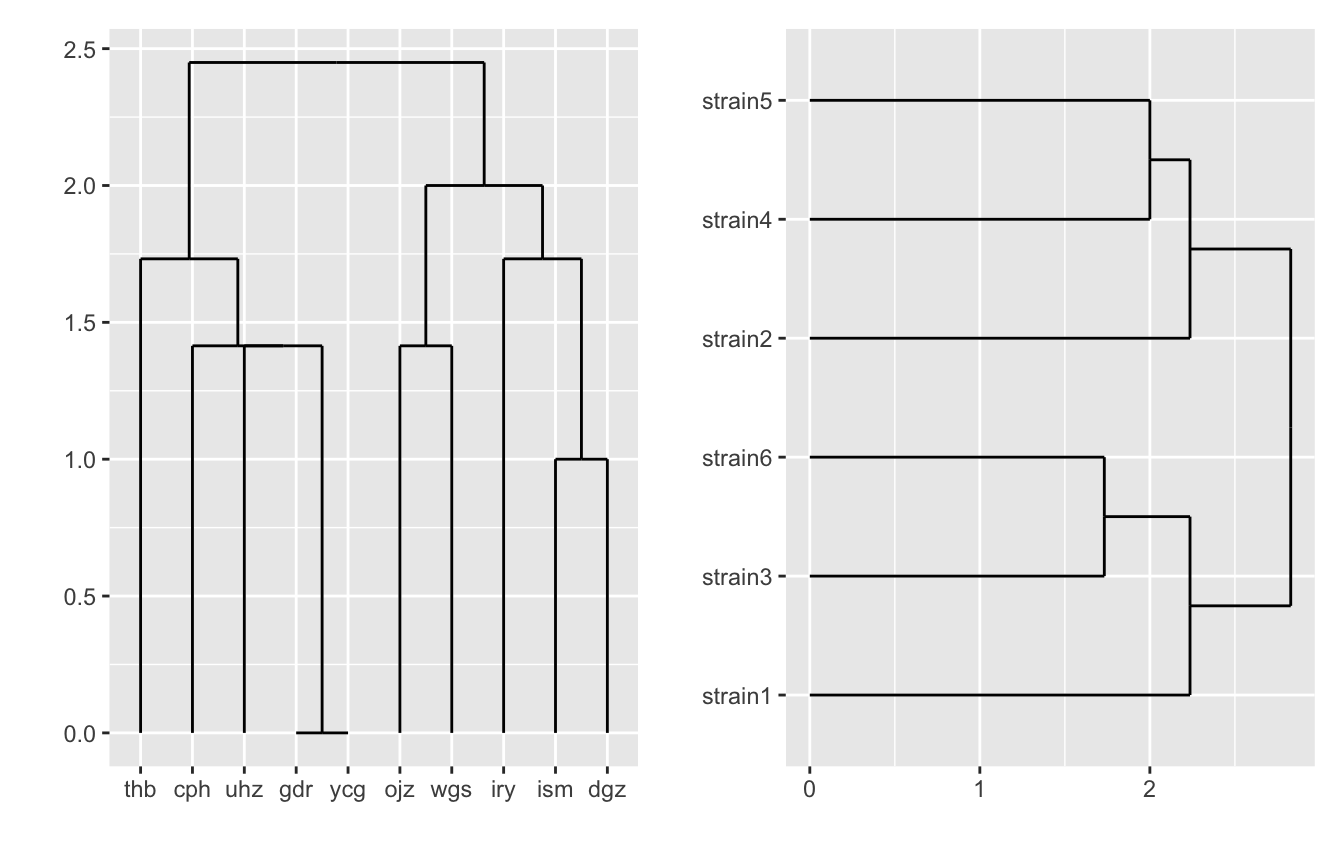 2.5
2.0
1.5
1.0
0.5
0.0
thb cph uhz gdr ycg ojz wgs iry ism dgz
strain5
strain4
strain2
strain6
strain3
strain1
0 1 2